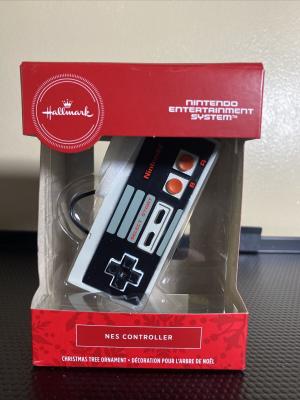 Hallmark
NINTENDO
ENTERTAINMENT
SYSTEM™
Nintendo
B A
SELECT START
NES CONTROLLER
CHRISTMAS TREE ORNAMENT • DÉCORATION POUR L'ARBRE DE NOËL